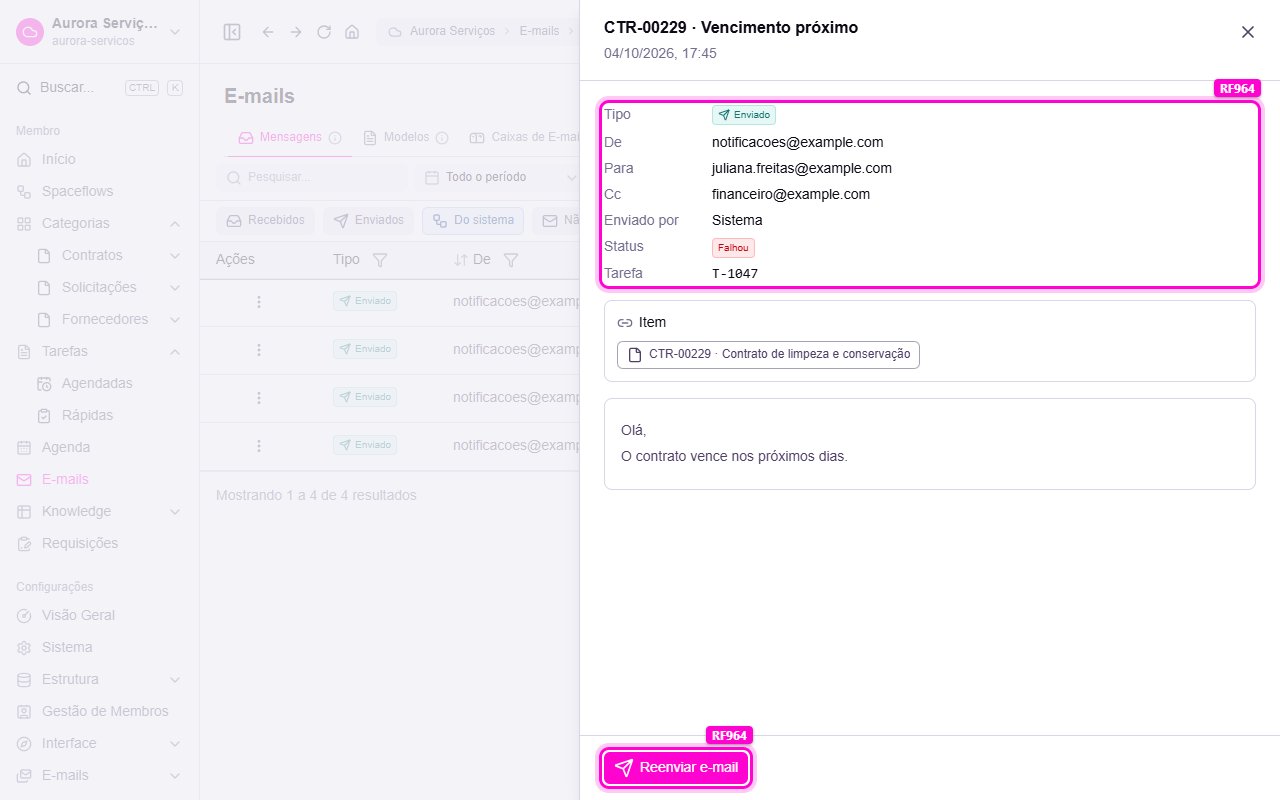 Aurora Serviç...
aurora-servicos
Buscar... CTRL K
Membro
Início
Spaceflows
Categorias
Contratos
Solicitações
Fornecedores
Tarefas
Agendadas
Rápidas
Agenda
E-mails
Knowledge
Requisições
Configurações
Visão Geral
Sistema
Estrutura
Gestão de Membros
Interface
E-mails
Aurora Serviços E-mails
E-mails
Mensagens Modelos Caixas de E-mai
Pesquisar... Todo o período
Recebidos Enviados Do sistema Nã
Ações Tipo De
Enviado notificacoes@examp
Enviado notificacoes@examp
Enviado notificacoes@examp
Enviado notificacoes@examp
Mostrando 1 a 4 de 4 resultados
CTR-00229 · Vencimento próximo
04/10/2026, 17:45
RF964
Tipo Enviado
De notificacoes@example.com
Para juliana.freitas@example.com
Cc financeiro@example.com
Enviado por Sistema
Status Falhou
Tarefa T-1047
Item
CTR-00229 · Contrato de limpeza e conservação
Olá,
O contrato vence nos próximos dias.
RF964
Reenviar e-mail